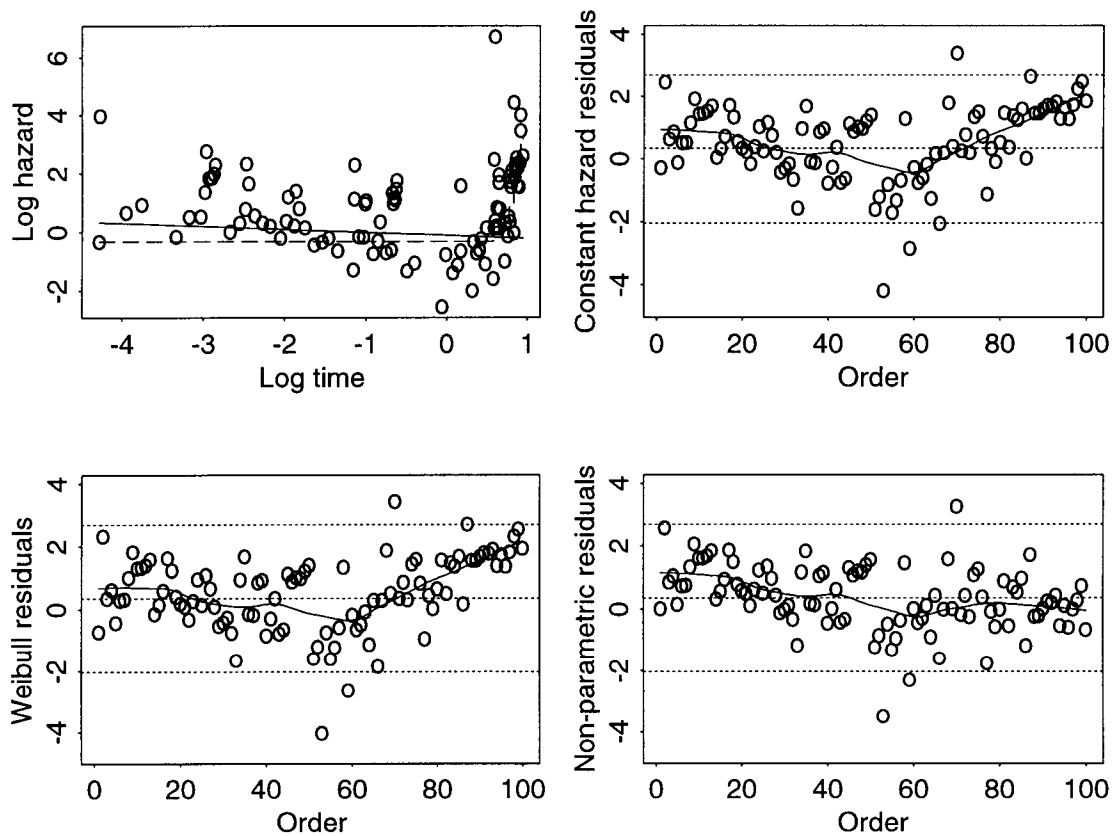 Log hazard
6
4
2
0
-2
-4 -3 -2 -1 0 1
Log time
Constant hazard residuals
4
2
0
-2
-4
0 20 40 60 80 100
Order
Weibull residuals
4
2
0
-2
-4
0 20 40 60 80 100
Order
Non-parametric residuals
4
2
0
-2
-4
0 20 40 60 80 100
Order